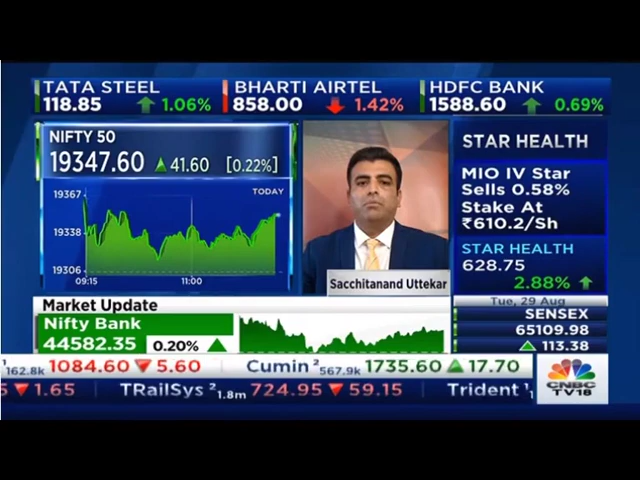 TATA STEEL
118.85 1.06%
BHARTI AIRTEL
858.00 1.42%
HDFC BANK
1588.60 0.69%
NIFTY 50
19347.60 41.60 [0.22%]
TODAY
19367
19338
19306
09:15 11:00
Sacchitanand Uttekar
STAR HEALTH
MIO IV Star
Sells 0.58%
Stake At
₹610.2/Sh
STAR HEALTH
628.75
2.88%
Tue, 29 Aug
SENSEX
65109.98
113.38
Market Update
Nifty Bank
44582.35 0.20%
162.8k 1084.60 5.60 Cumin² 567.9k 1735.60 17.70
1.65 TRailSys² 1.8m 724.95 59.15 Trident¹
CNBC
TV18